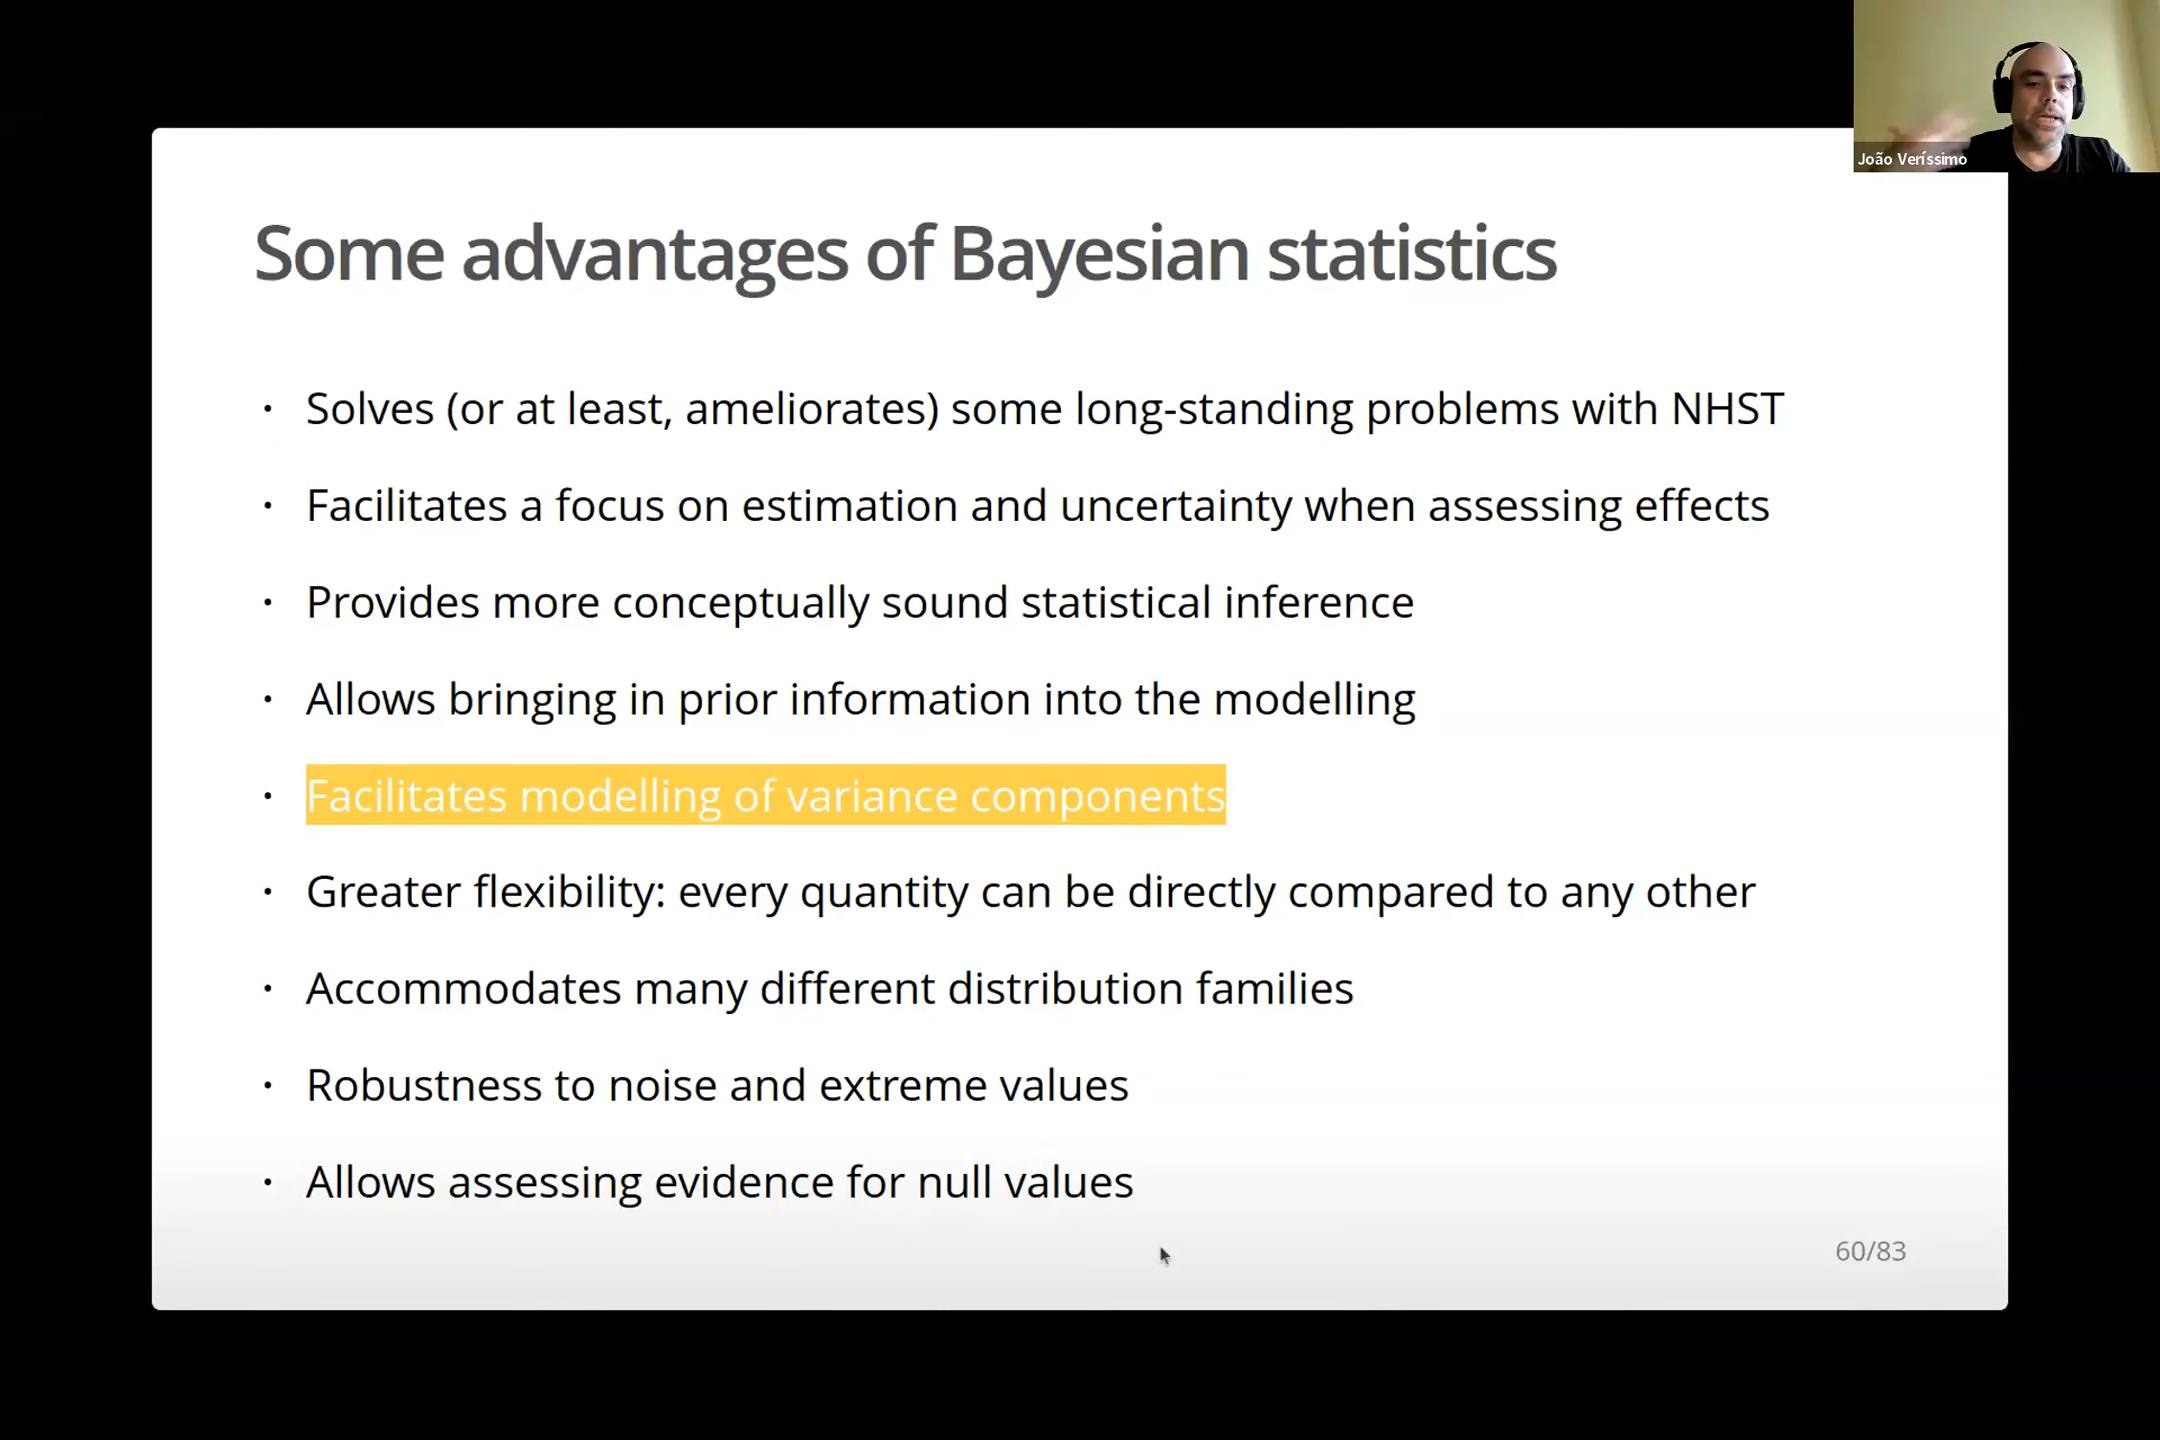 João Veríssimo
Some advantages of Bayesian statistics
• Solves (or at least, ameliorates) some long-standing problems with NHST
• Facilitates a focus on estimation and uncertainty when assessing effects
• Provides more conceptually sound statistical inference
• Allows bringing in prior information into the modelling
• Facilitates modelling of variance components
• Greater flexibility: every quantity can be directly compared to any other
• Accommodates many different distribution families
• Robustness to noise and extreme values
• Allows assessing evidence for null values
60/83